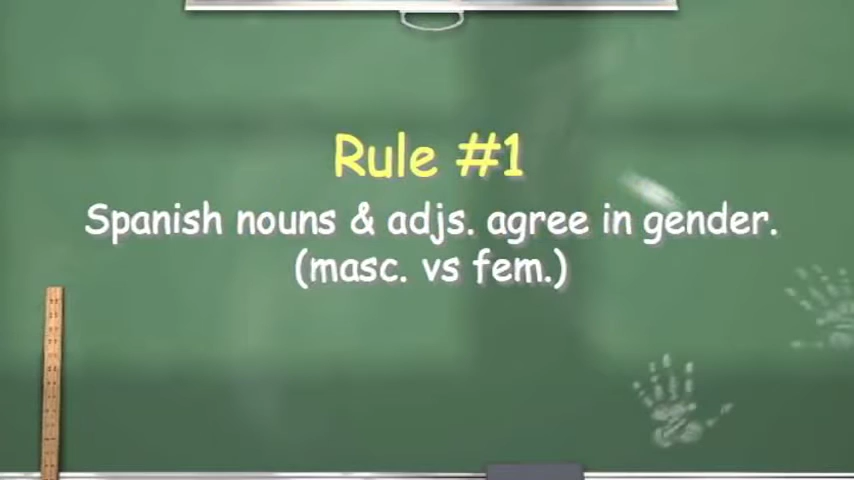 Rule #1
Spanish nouns & adjs. agree in gender.
(masc. vs fem.)